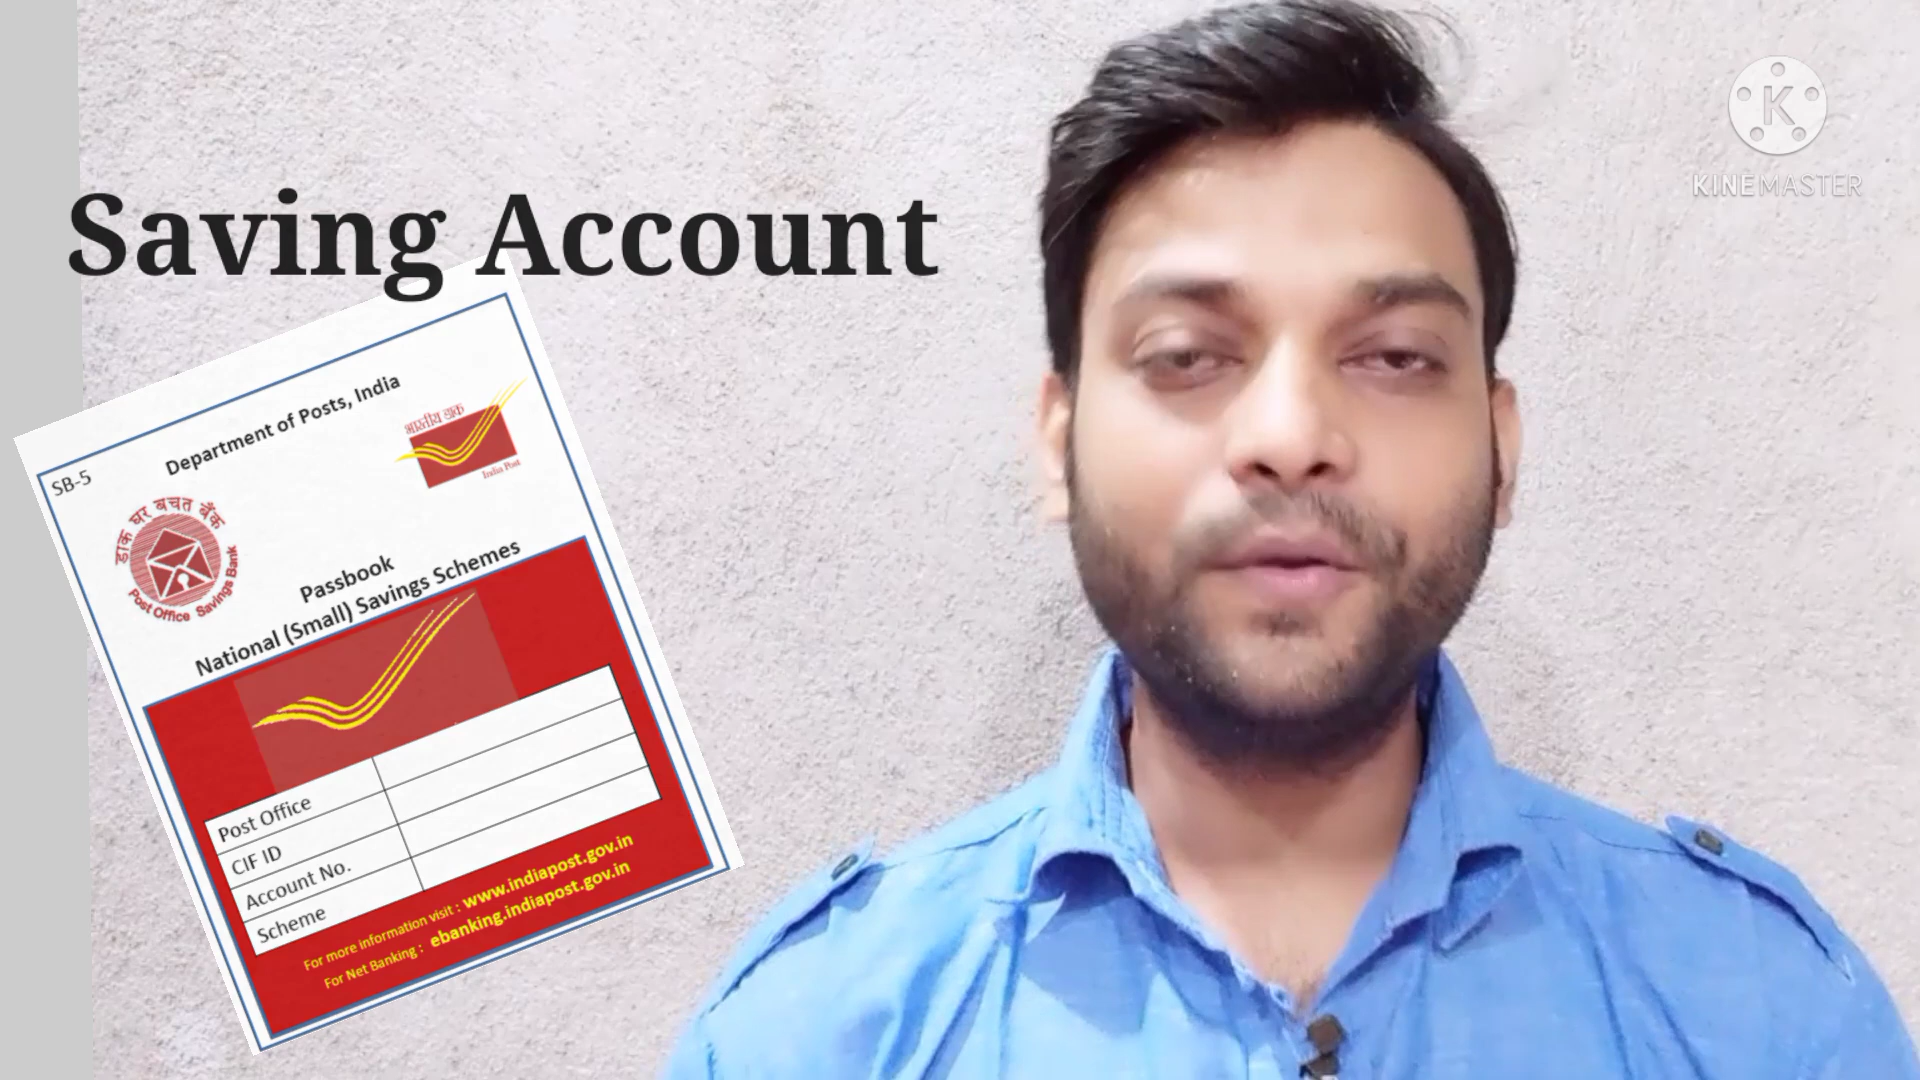 Saving Account
K
KINEMASTER
Department of Posts, India
SB-5
भारतीय डाक
India Post
डाक घर बचत बैंक
Post Office Savings Bank
Passbook
National (Small) Savings Schemes
Post Office
CIF ID
Account No.
Scheme
For more information visit : www.indiapost.gov.in
For Net Banking : ebanking.indiapost.gov.in